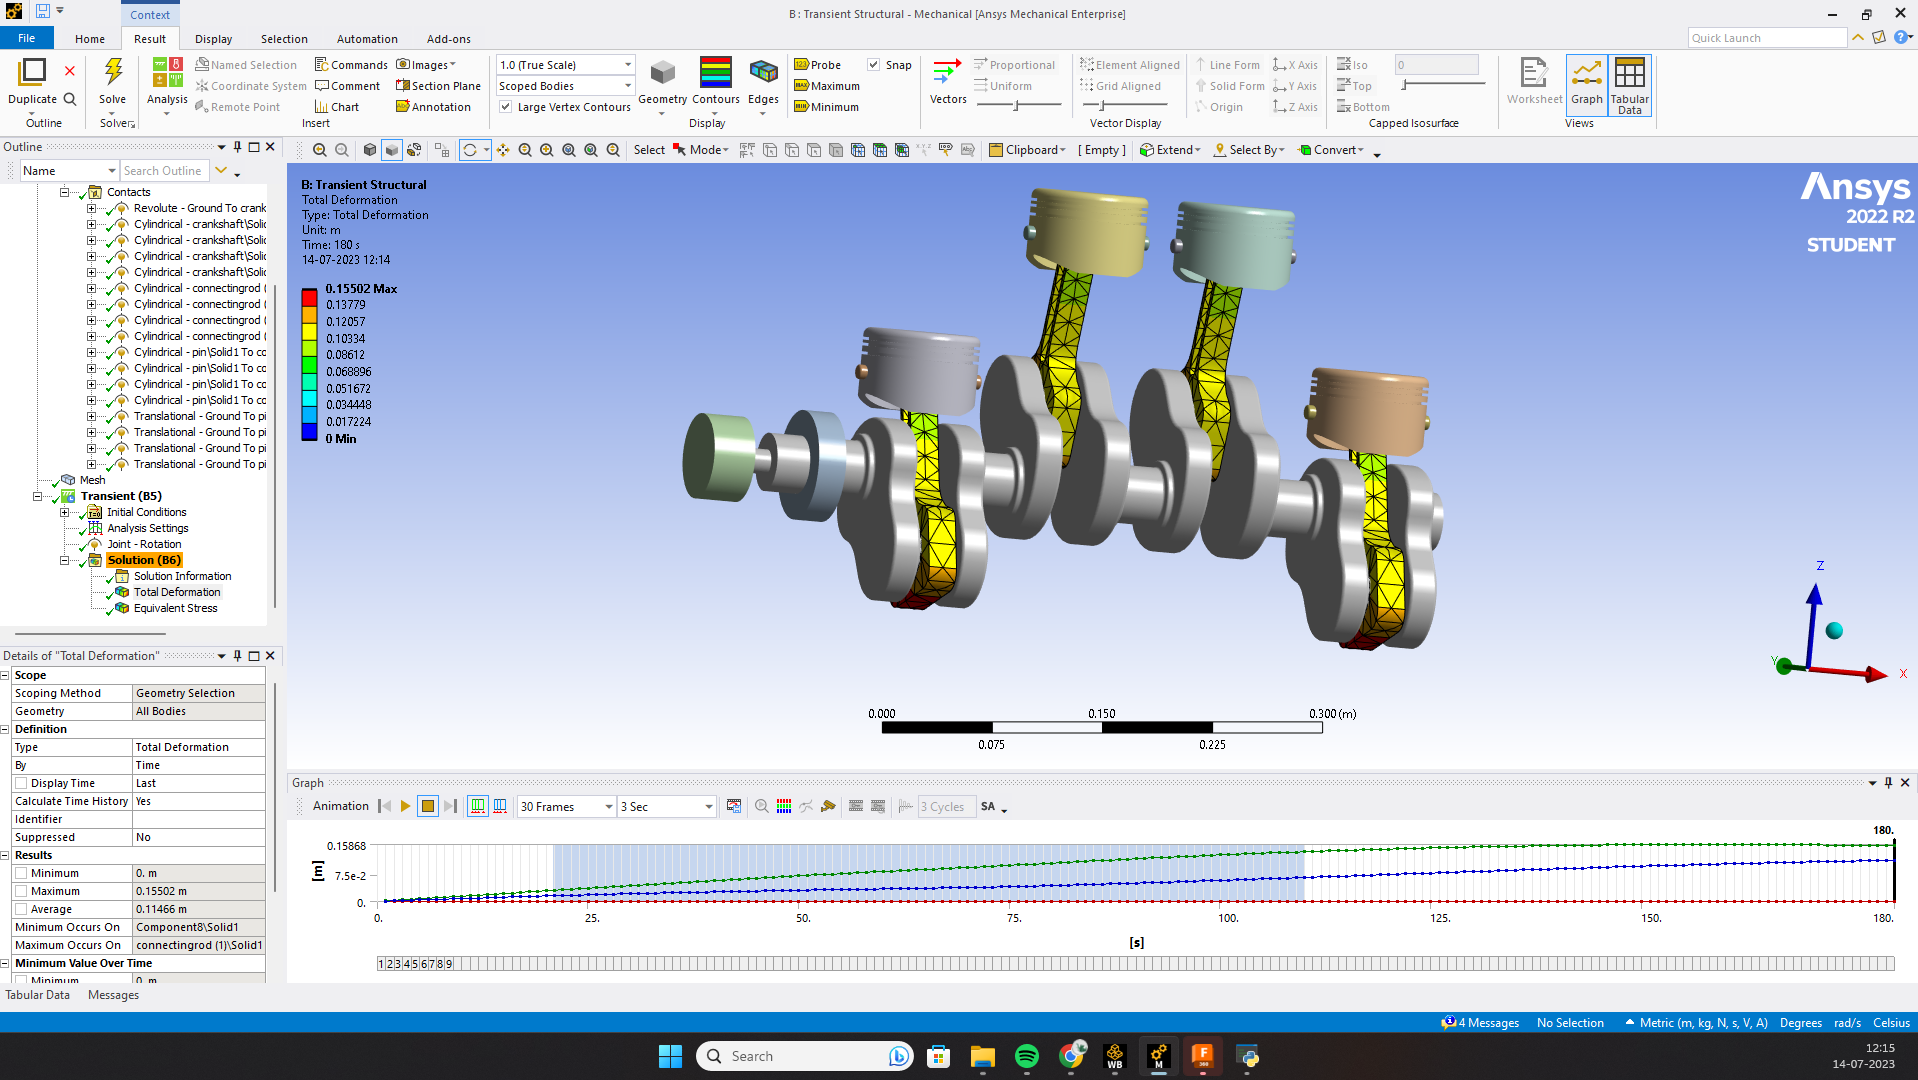 Context
B : Transient Structural - Mechanical [Ansys Mechanical Enterprise]
File
Home
Result
Display
Selection
Automation
Add-ons
Quick Launch
Duplicate
Outline
Solve
Solver
Analysis
Named Selection
Coordinate System
Remote Point
Commands
Comment
Chart
Images
Section Plane
Annotation
Insert
1.0 (True Scale)
Scoped Bodies
Large Vertex Contours
Geometry
Contours
Edges
Display
Probe
Maximum
Minimum
Snap
Vectors
Proportional
Uniform
Element Aligned
Grid Aligned
Line Form
Solid Form
Origin
X Axis
Y Axis
Z Axis
Vector Display
Iso
Top
Bottom
0
Capped Isosurface
Worksheet
Graph
Tabular Data
Views
Outline
Name
Search Outline
Select
Mode
Clipboard
[ Empty ]
Extend
Select By
Convert
Contacts
Revolute - Ground To crank
Cylindrical - crankshaft\Solid
Cylindrical - crankshaft\Solid
Cylindrical - crankshaft\Solid
Cylindrical - crankshaft\Solid
Cylindrical - connectingrod (
Cylindrical - connectingrod (
Cylindrical - connectingrod (
Cylindrical - connectingrod (
Cylindrical - pin\Solid1 To co
Cylindrical - pin\Solid1 To co
Cylindrical - pin\Solid1 To co
Cylindrical - pin\Solid1 To co
Translational - Ground To pi
Translational - Ground To pi
Translational - Ground To pi
Translational - Ground To pi
Mesh
Transient (B5)
Initial Conditions
Analysis Settings
Joint - Rotation
Solution (B6)
Solution Information
Total Deformation
Equivalent Stress
Details of "Total Deformation"
Scope
Scoping Method Geometry Selection
Geometry All Bodies
Definition
Type Total Deformation
By Time
Display Time Last
Calculate Time History Yes
Identifier
Suppressed No
Results
Minimum 0. m
Maximum 0.15502 m
Average 0.11466 m
Minimum Occurs On Component8\Solid1
Maximum Occurs On connectingrod (1)\Solid1
Minimum Value Over Time
Minimum 0. m
Tabular Data
Messages
B: Transient Structural
Total Deformation
Type: Total Deformation
Unit: m
Time: 180 s
14-07-2023 12:14
0.15502 Max
0.13779
0.12057
0.10334
0.08612
0.068896
0.051672
0.034448
0.017224
0 Min
Ansys
2022 R2
STUDENT
Z
Y
X
0.000 0.150 0.300 (m)
0.075 0.225
Graph
Animation
30 Frames
3 Sec
3 Cycles
SA
180.
0.15868
7.5e-2
0.
[m]
0. 25. 50. 75. 100. 125. 150. 180.
[s]
1 2 3 4 5 6 7 8 9
4 Messages
No Selection
Metric (m, kg, N, s, V, A)
Degrees
rad/s
Celsius
Search
WB
M
F
12:15
14-07-2023